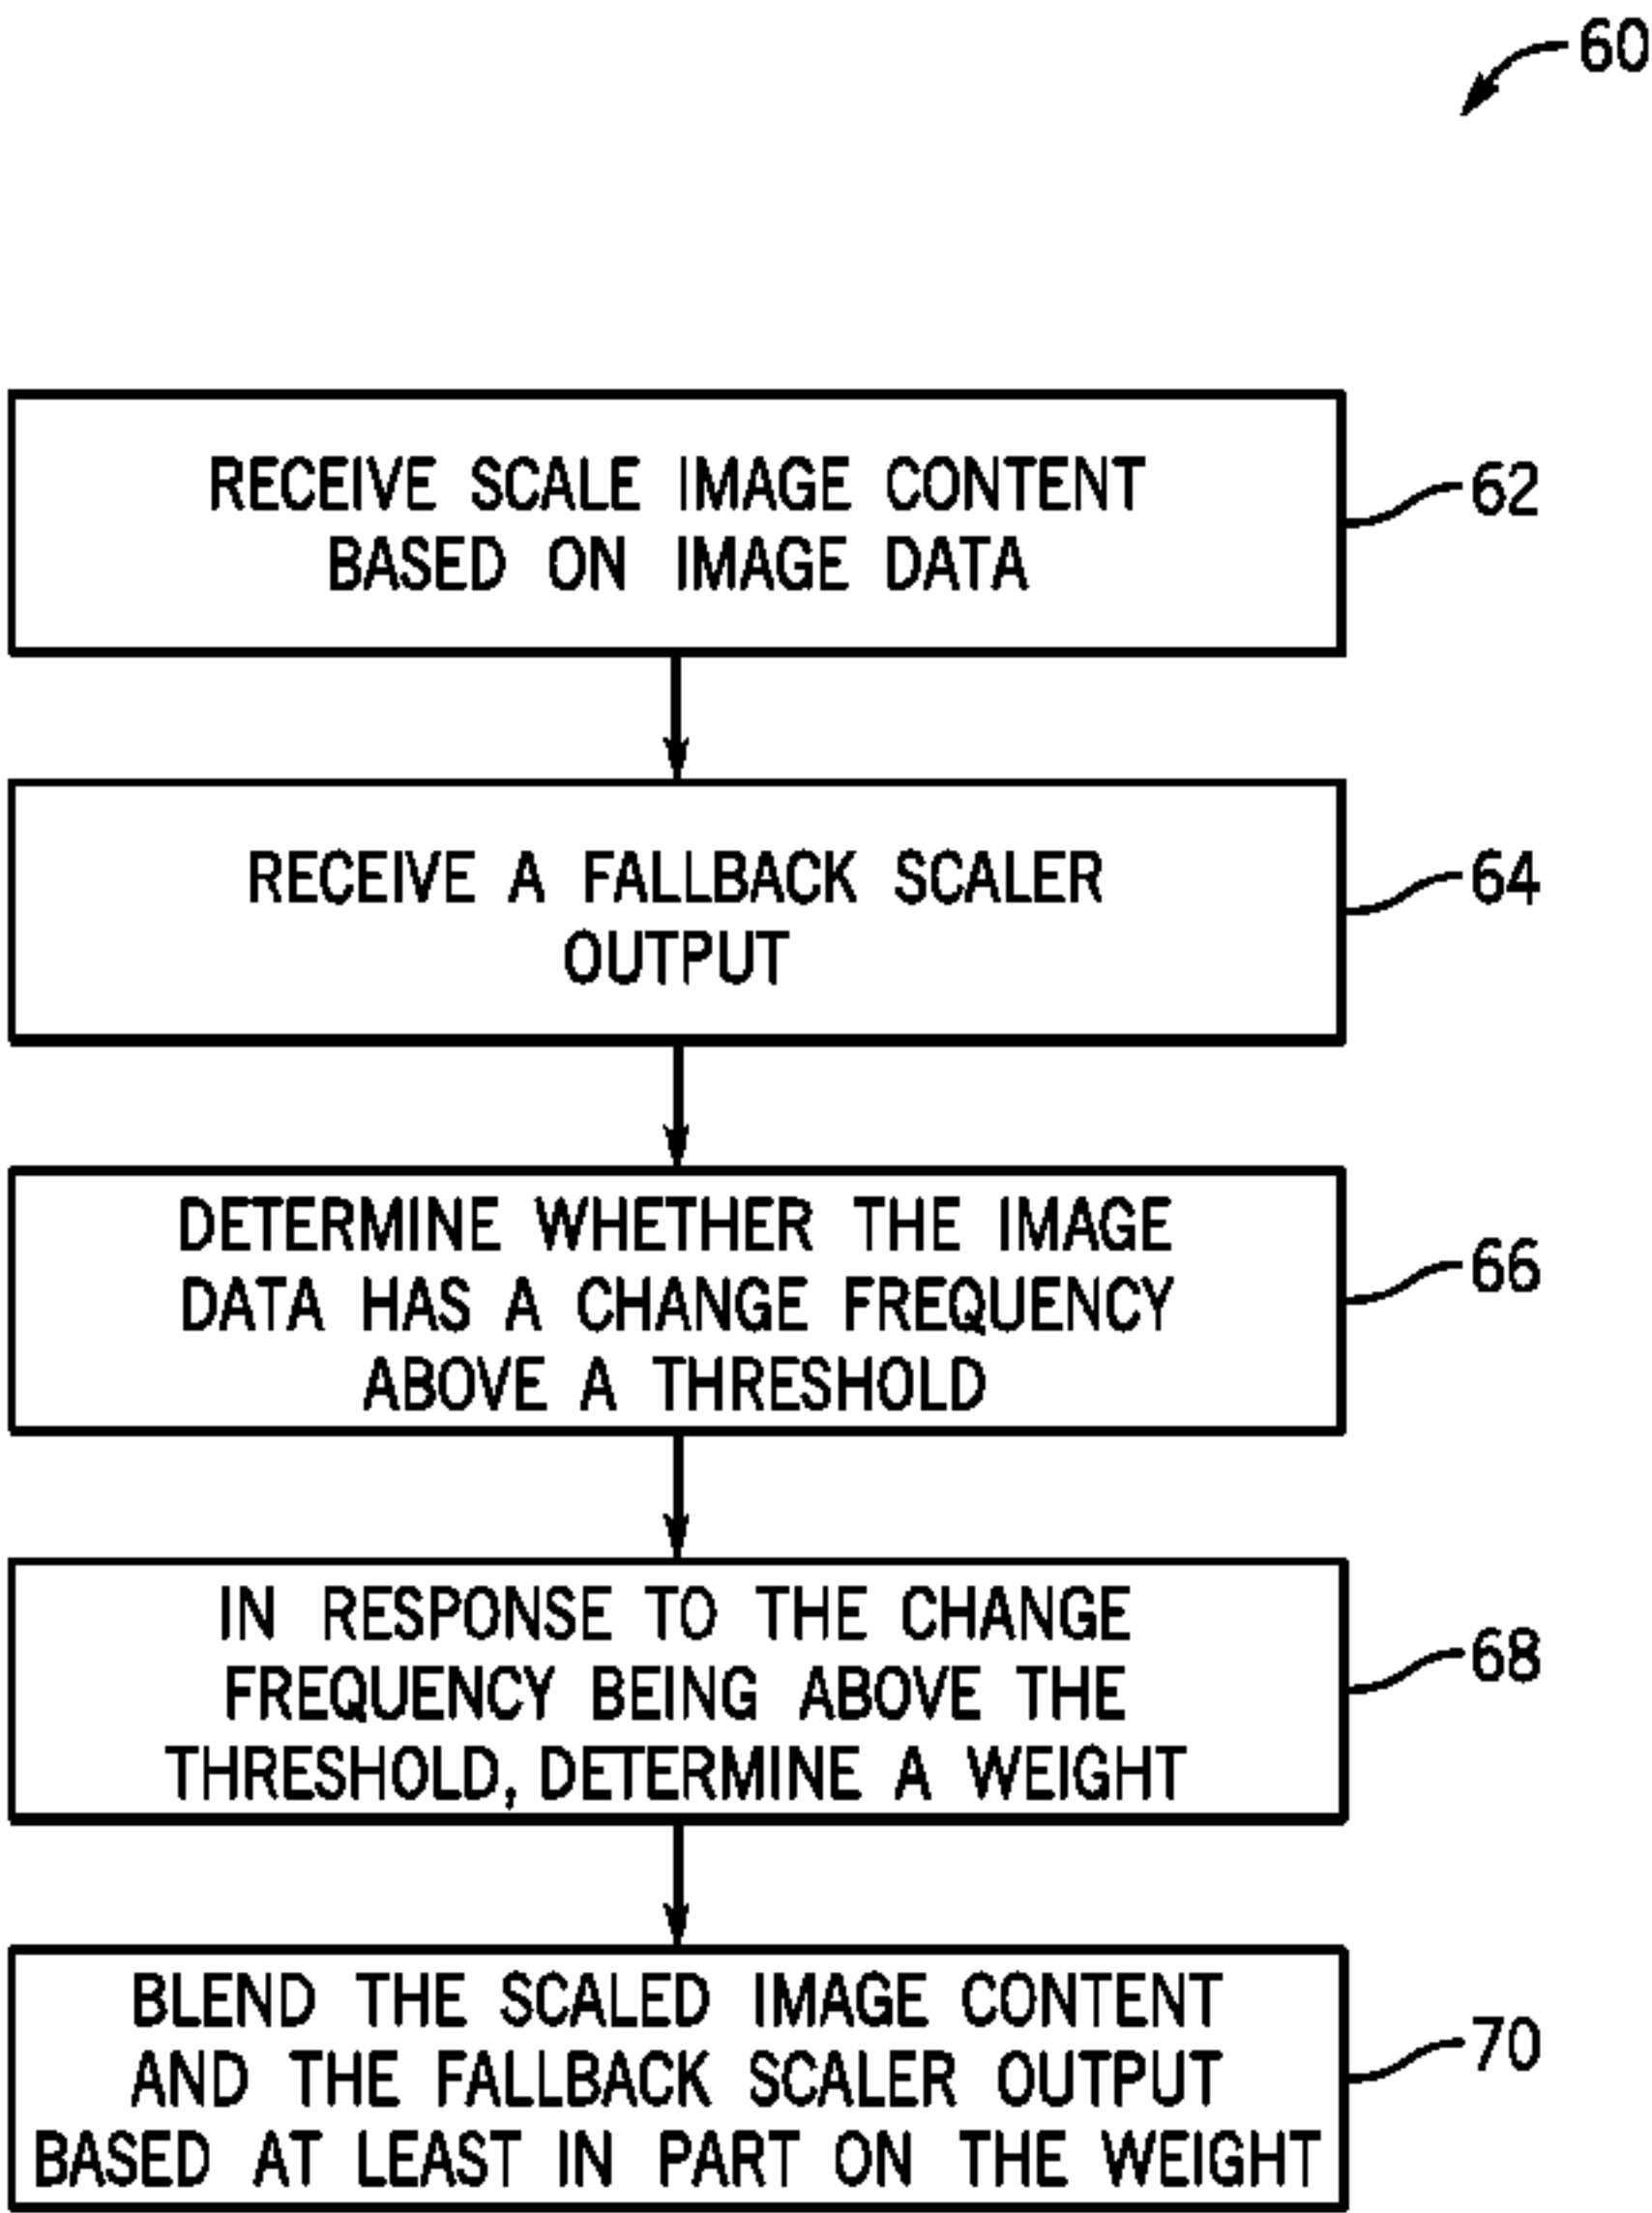 60
RECEIVE SCALE IMAGE CONTENT
BASED ON IMAGE DATA
62
RECEIVE A FALLBACK SCALER
OUTPUT
64
DETERMINE WHETHER THE IMAGE
DATA HAS A CHANGE FREQUENCY
ABOVE A THRESHOLD
66
IN RESPONSE TO THE CHANGE
FREQUENCY BEING ABOVE THE
THRESHOLD, DETERMINE A WEIGHT
68
BLEND THE SCALED IMAGE CONTENT
AND THE FALLBACK SCALER OUTPUT
BASED AT LEAST IN PART ON THE WEIGHT
70